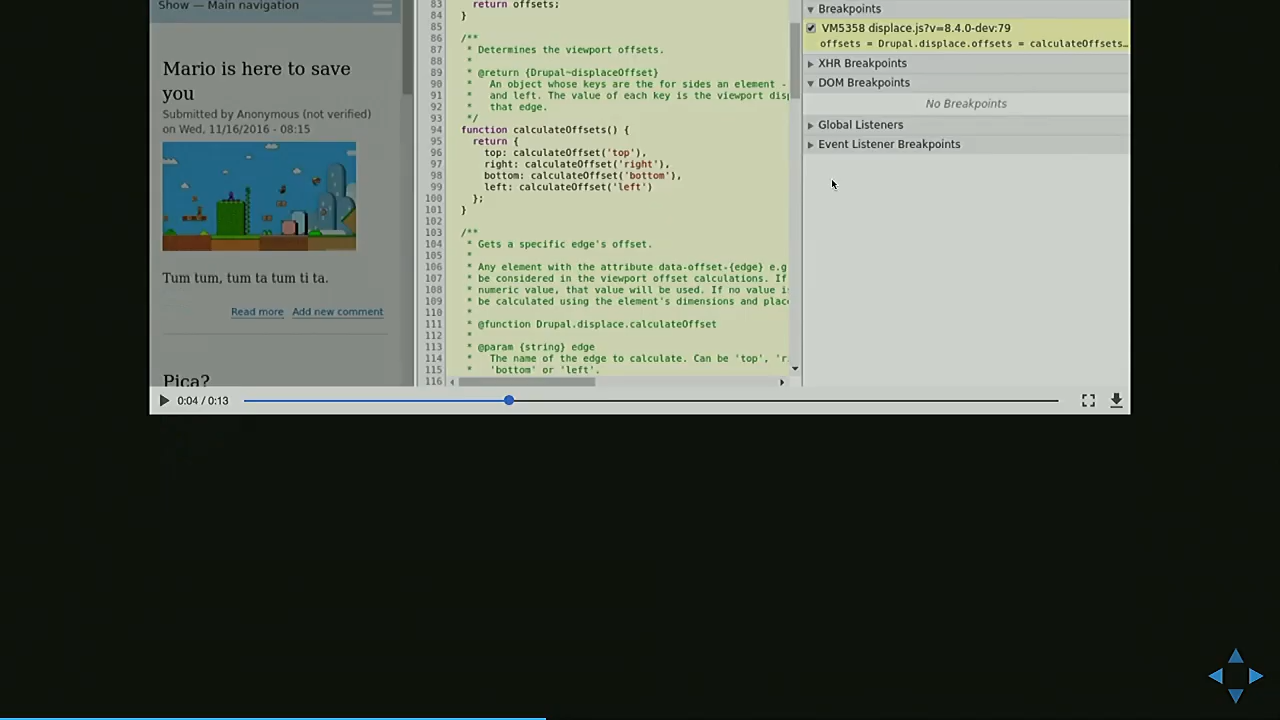 Show — Main navigation
Mario is here to save
you
Submitted by Anonymous (not verified)
on Wed, 11/16/2016 - 08:15
Tum tum, tum ta tum ti ta.
Read more Add new comment
Pica?
83 return offsets;
84 }
85
86 /**
87 * Determines the viewport offsets.
88 *
89 * @return {Drupal~displaceOffset}
90 * An object whose keys are the for sides an element -
91 * and left. The value of each key is the viewport disp
92 * that edge.
93 */
94 function calculateOffsets() {
95 return {
96 top: calculateOffset('top'),
97 right: calculateOffset('right'),
98 bottom: calculateOffset('bottom'),
99 left: calculateOffset('left')
100 };
101 }
102
103 /**
104 * Gets a specific edge's offset.
105 *
106 * Any element with the attribute data-offset-{edge} e.g
107 * be considered in the viewport offset calculations. If
108 * numeric value, that value will be used. If no value is
109 * be calculated using the element's dimensions and place
110 *
111 * @function Drupal.displace.calculateOffset
112 *
113 * @param {string} edge
114 * The name of the edge to calculate. Can be 'top', 'r
115 * 'bottom' or 'left'.
116
Breakpoints
VM5358 displace.js?v=8.4.0-dev:79
offsets = Drupal.displace.offsets = calculateOffsets…
XHR Breakpoints
DOM Breakpoints
No Breakpoints
Global Listeners
Event Listener Breakpoints
0:04 / 0:13